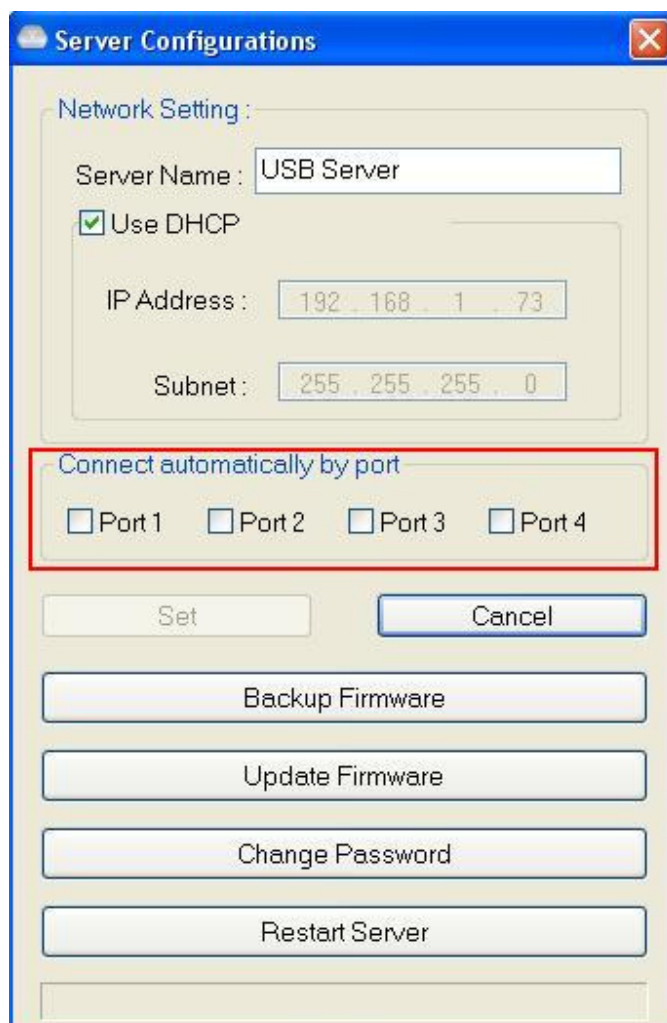 Server Configurations
Network Setting :
Server Name : USB Server
Use DHCP
IP Address : 192 . 168 . 1 . 73
Subnet : 255 . 255 . 255 . 0
Connect automatically by port
Port 1 Port 2 Port 3 Port 4
Set Cancel
Backup Firmware
Update Firmware
Change Password
Restart Server